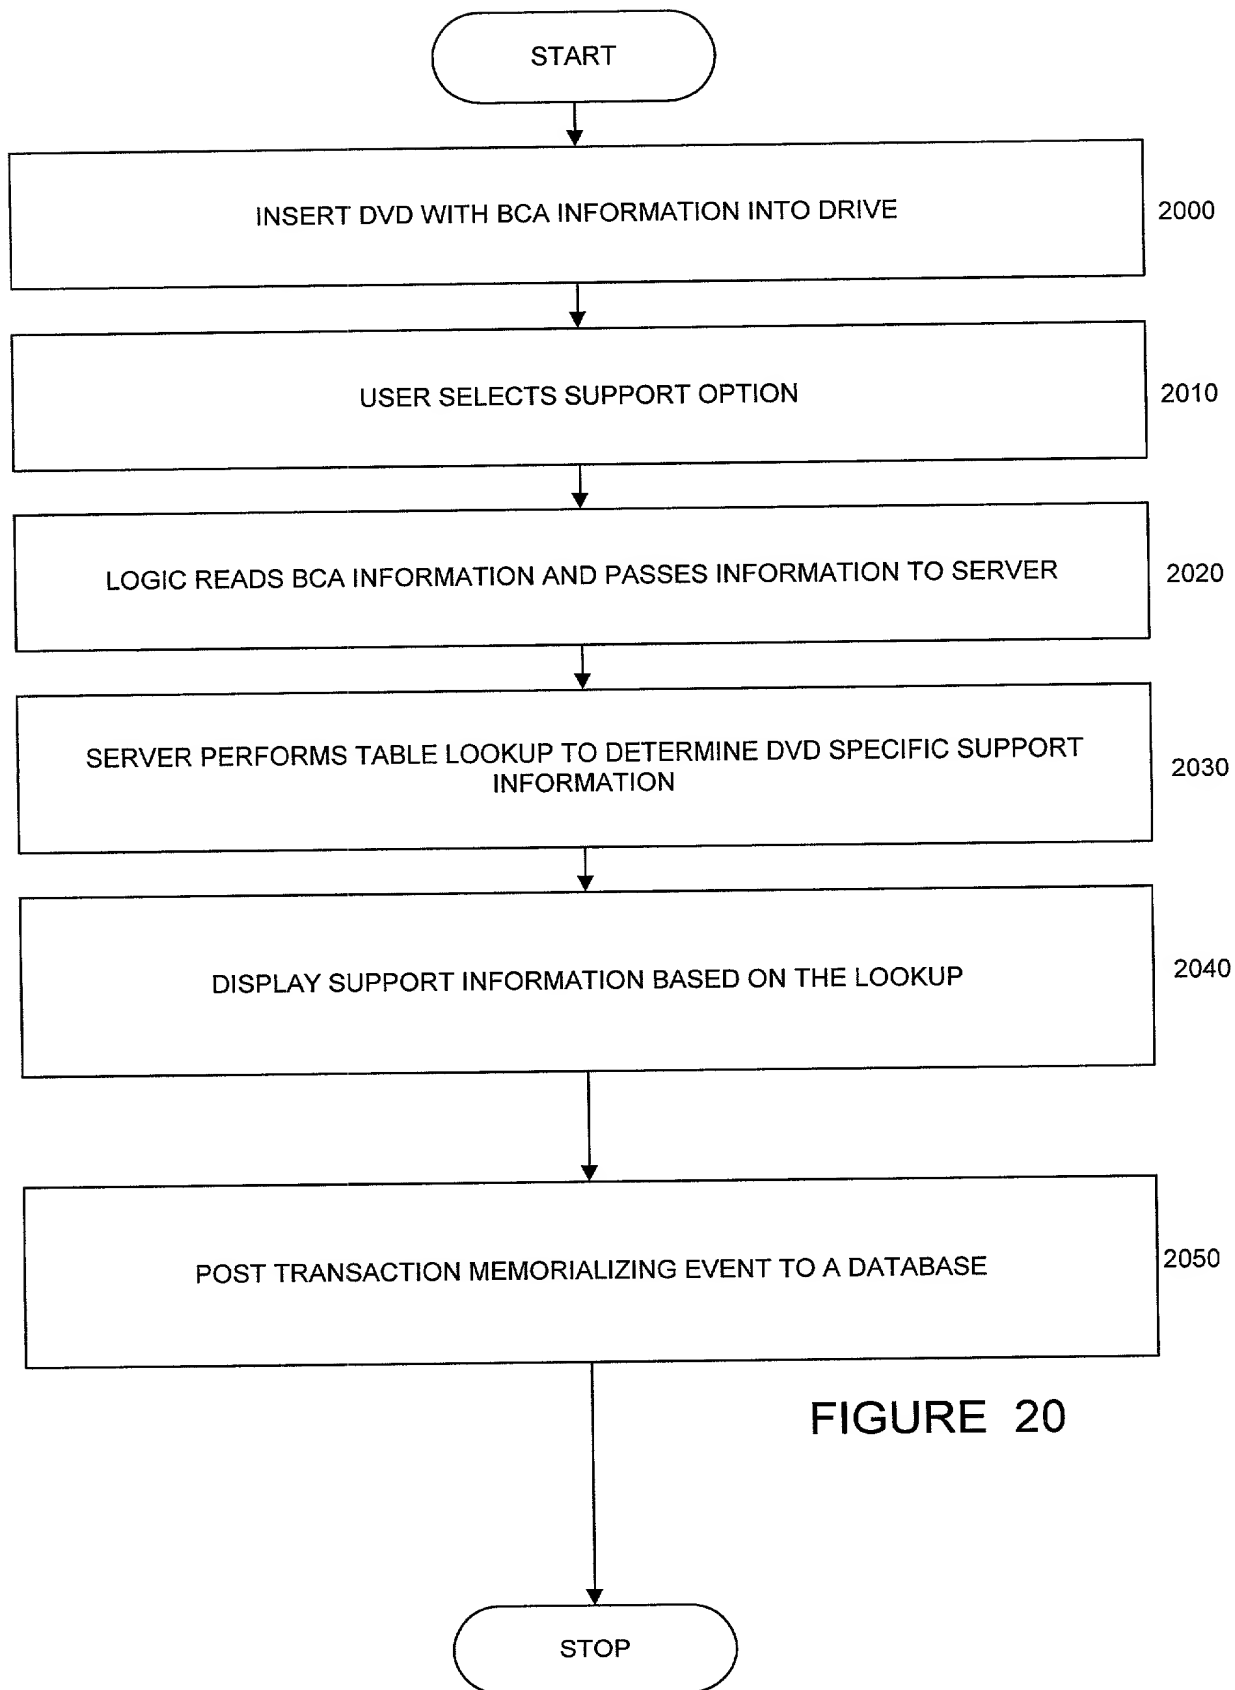 START
INSERT DVD WITH BCA INFORMATION INTO DRIVE
2000
USER SELECTS SUPPORT OPTION
2010
LOGIC READS BCA INFORMATION AND PASSES INFORMATION TO SERVER
2020
SERVER PERFORMS TABLE LOOKUP TO DETERMINE DVD SPECIFIC SUPPORT
INFORMATION
2030
DISPLAY SUPPORT INFORMATION BASED ON THE LOOKUP
2040
POST TRANSACTION MEMORIALIZING EVENT TO A DATABASE
2050
FIGURE 20
STOP